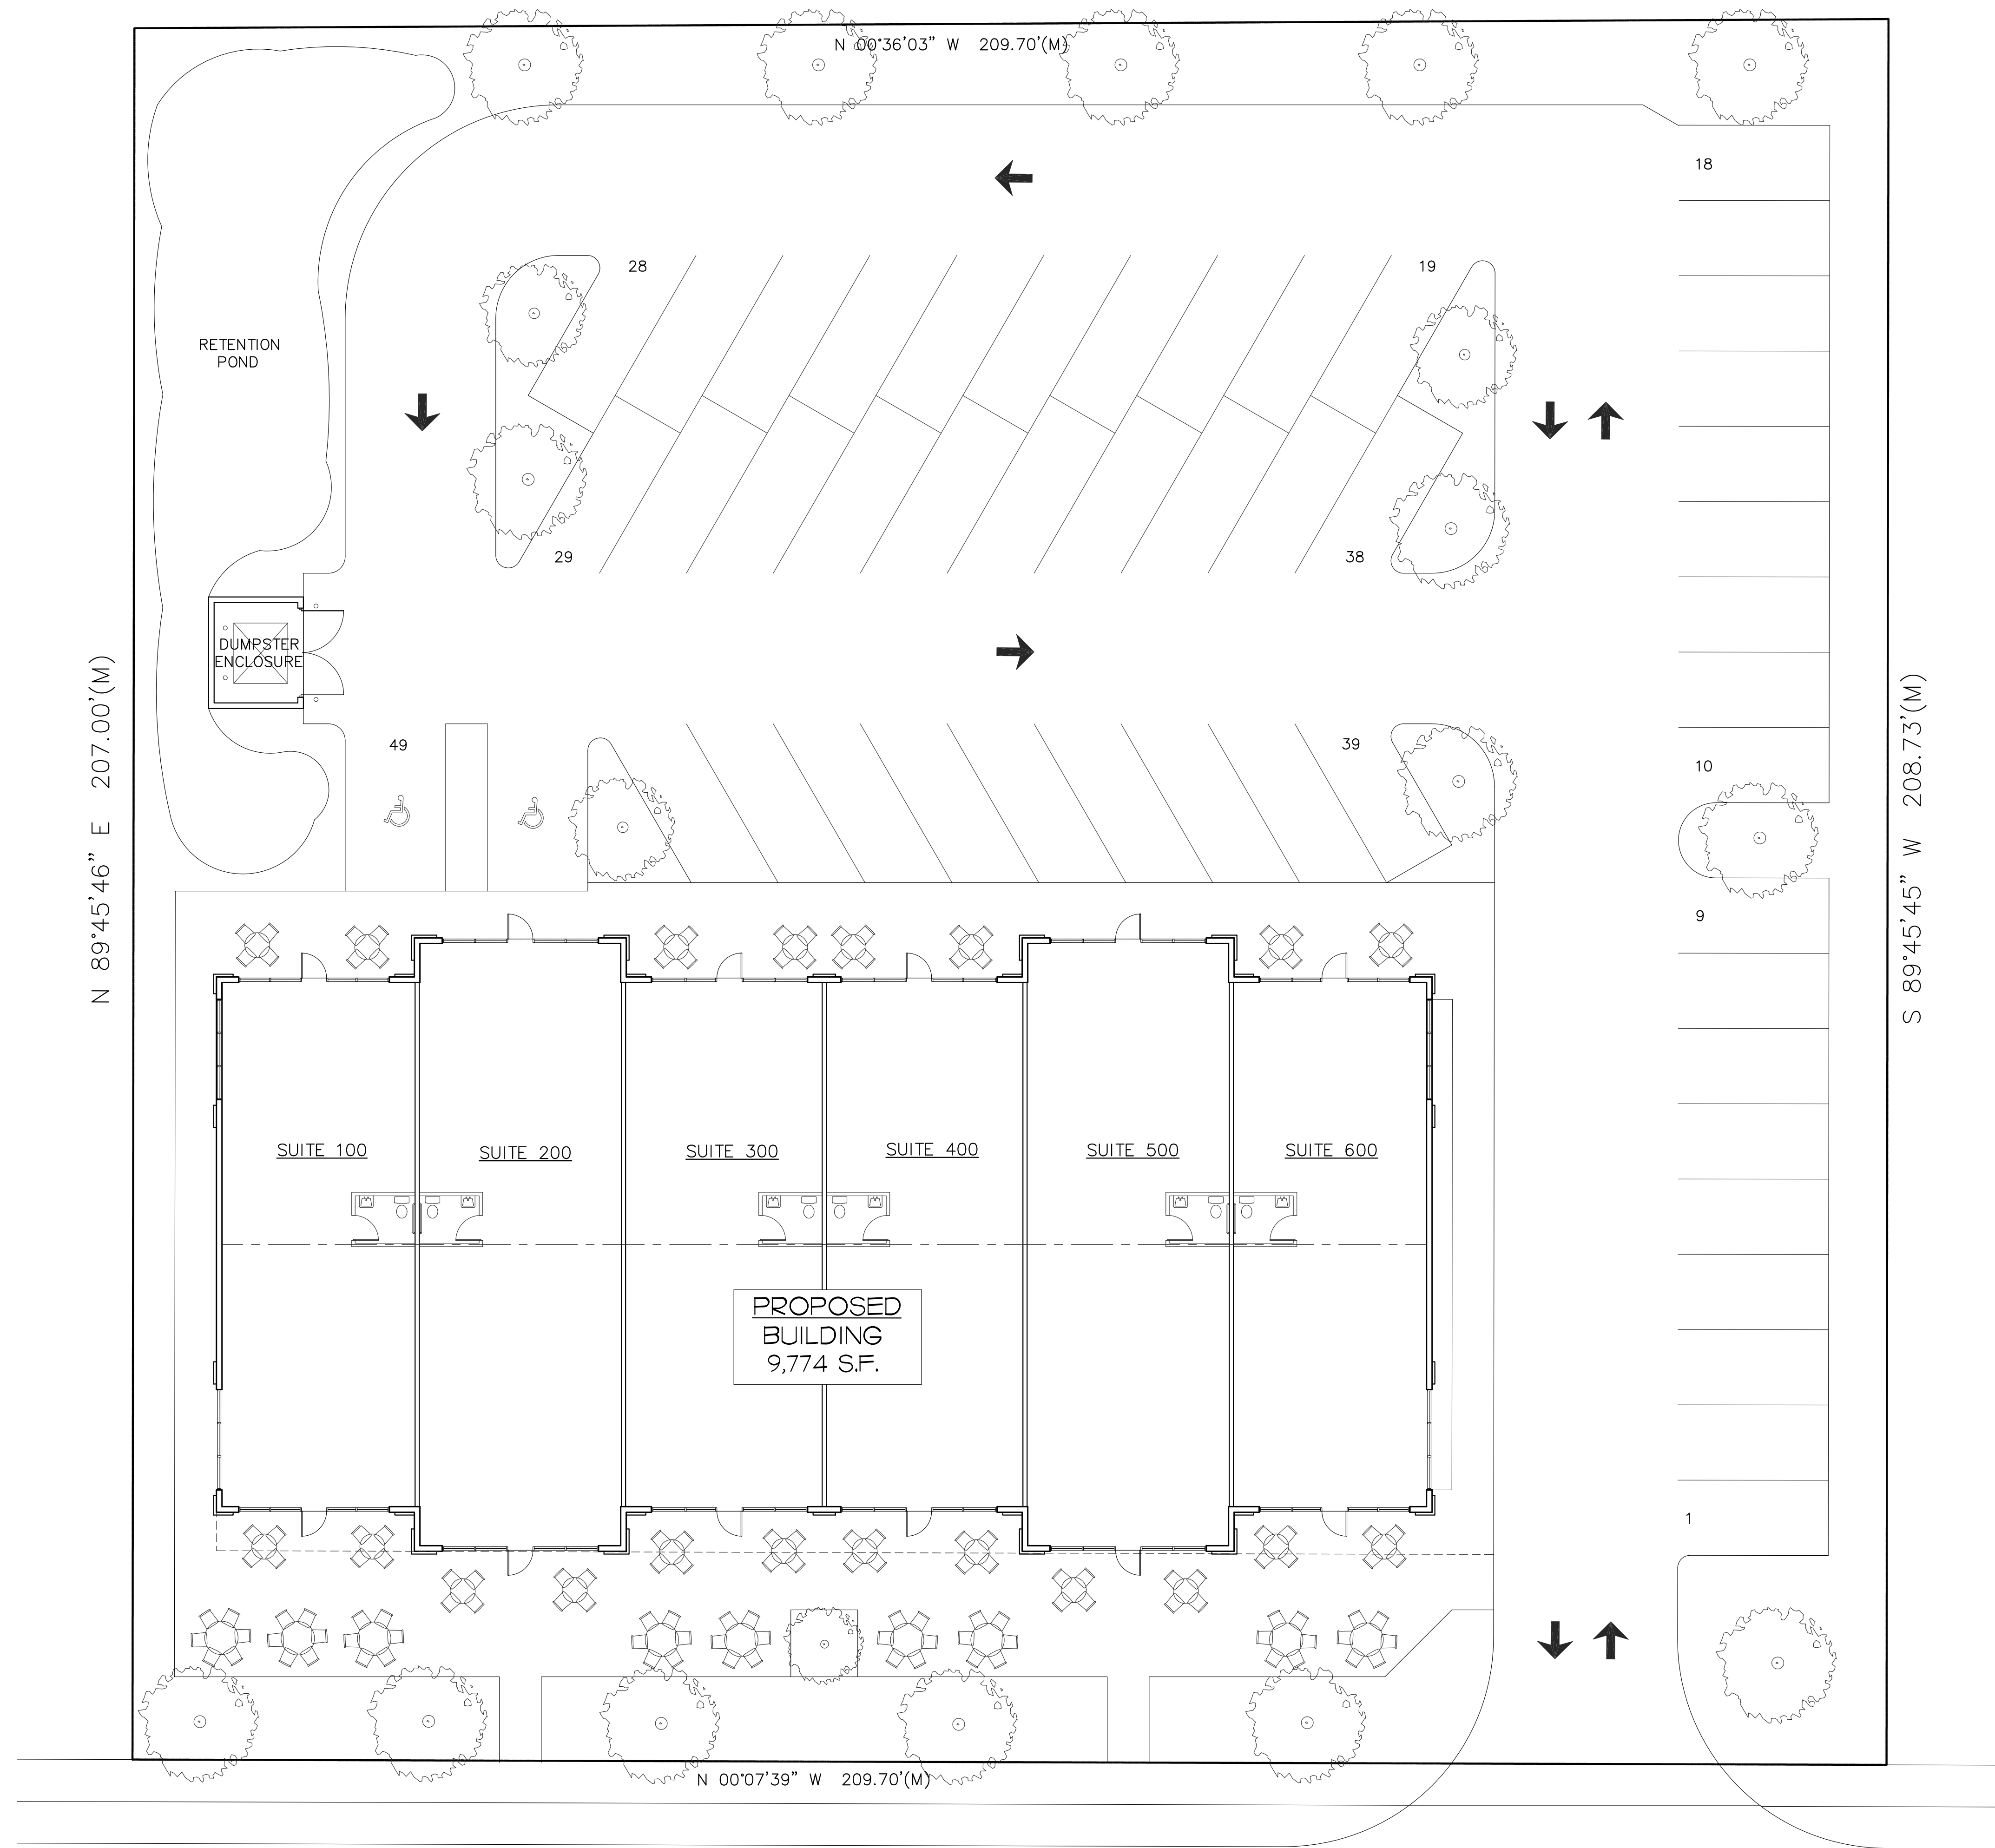 N 00°36'03" W 209.70'(M)
18
28
19
RETENTION
POND
29
38
DUMPSTER
ENCLOSURE
N 89°45'46" E 207.00'(M)
S 89°45'45" W 208.73'(M)
49
39
10
9
SUITE 100
SUITE 200
SUITE 300
SUITE 400
SUITE 500
SUITE 600
PROPOSED
BUILDING
9,774 S.F.
1
N 00°07'39" W 209.70'(M)